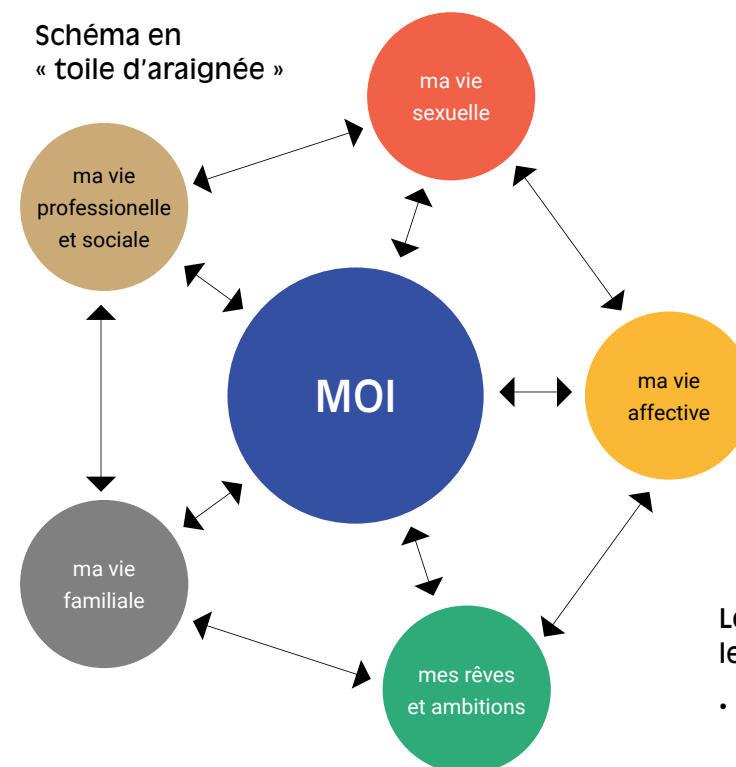 Schéma en
« toile d'araignée »
ma vie
sexuelle
ma vie
professionelle
et sociale
MOI
ma vie
affective
ma vie
familiale
mes rêves
et ambitions